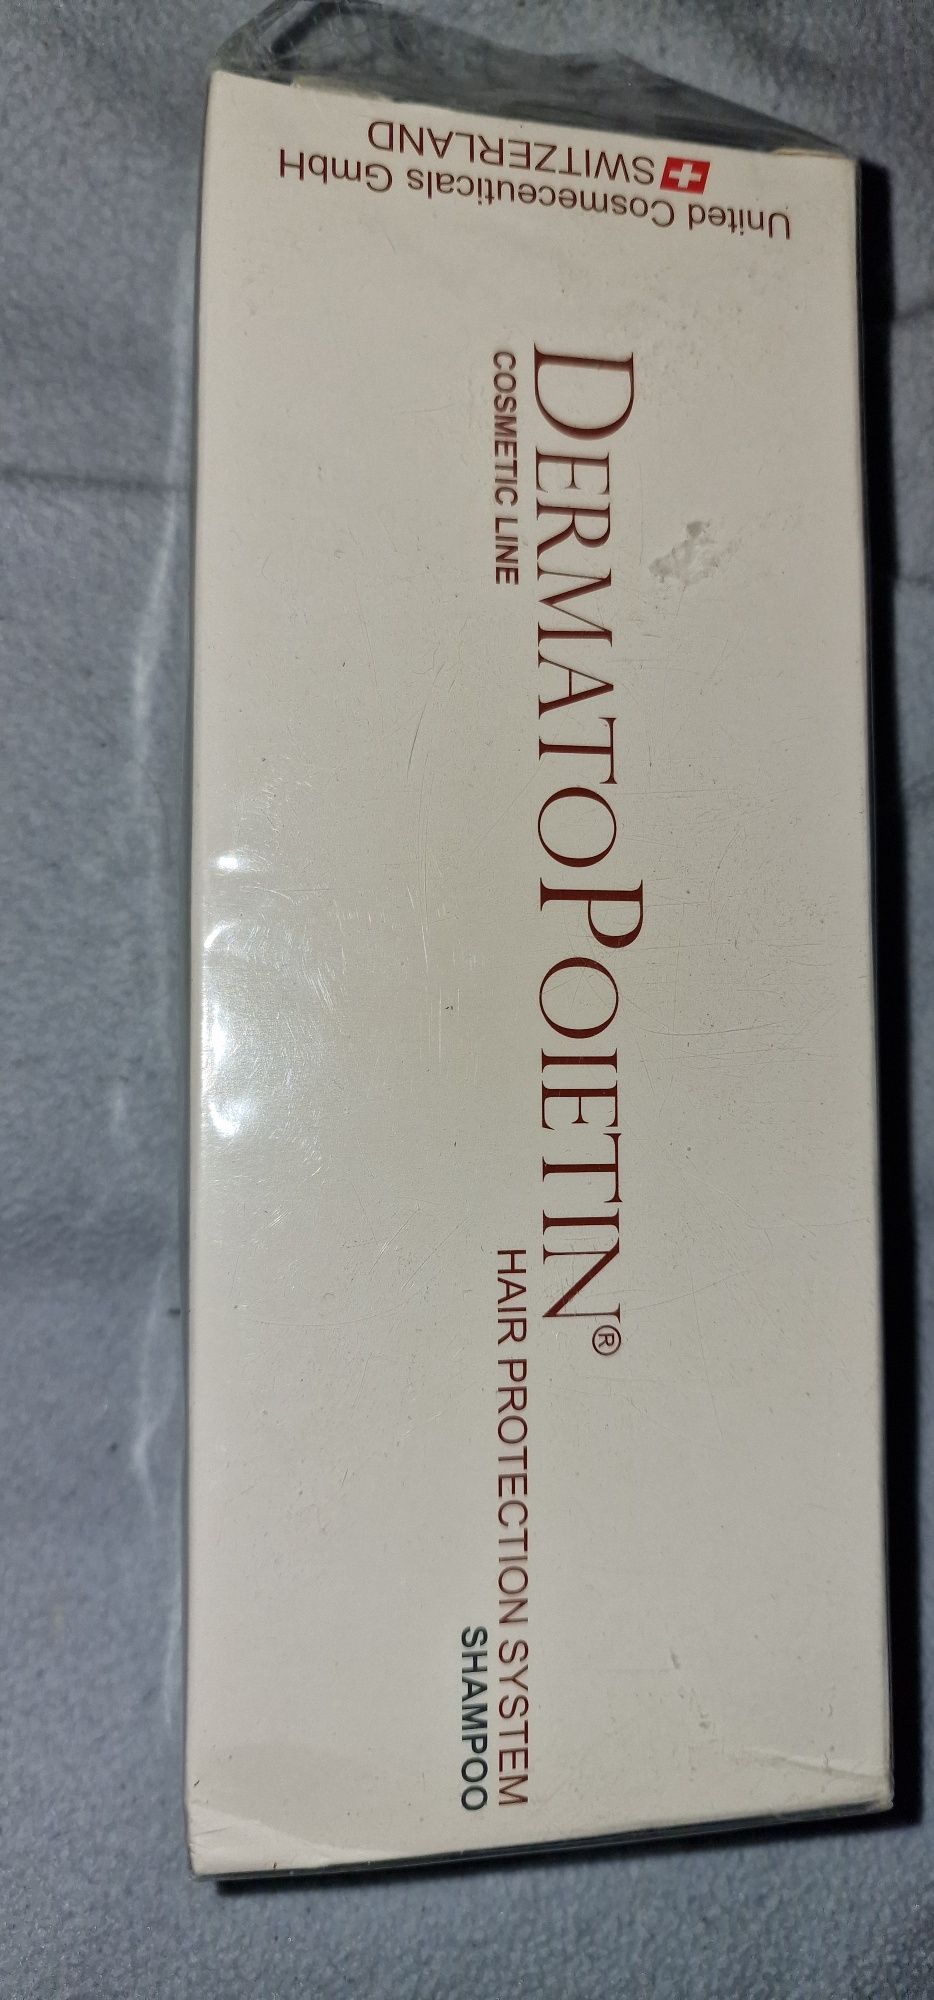 DERMATOPOIETIN®
COSMETIC LINE
HAIR PROTECTION SYSTEM
SHAMPOO
United Cosmeceuticals GmbH
SWITZERLAND